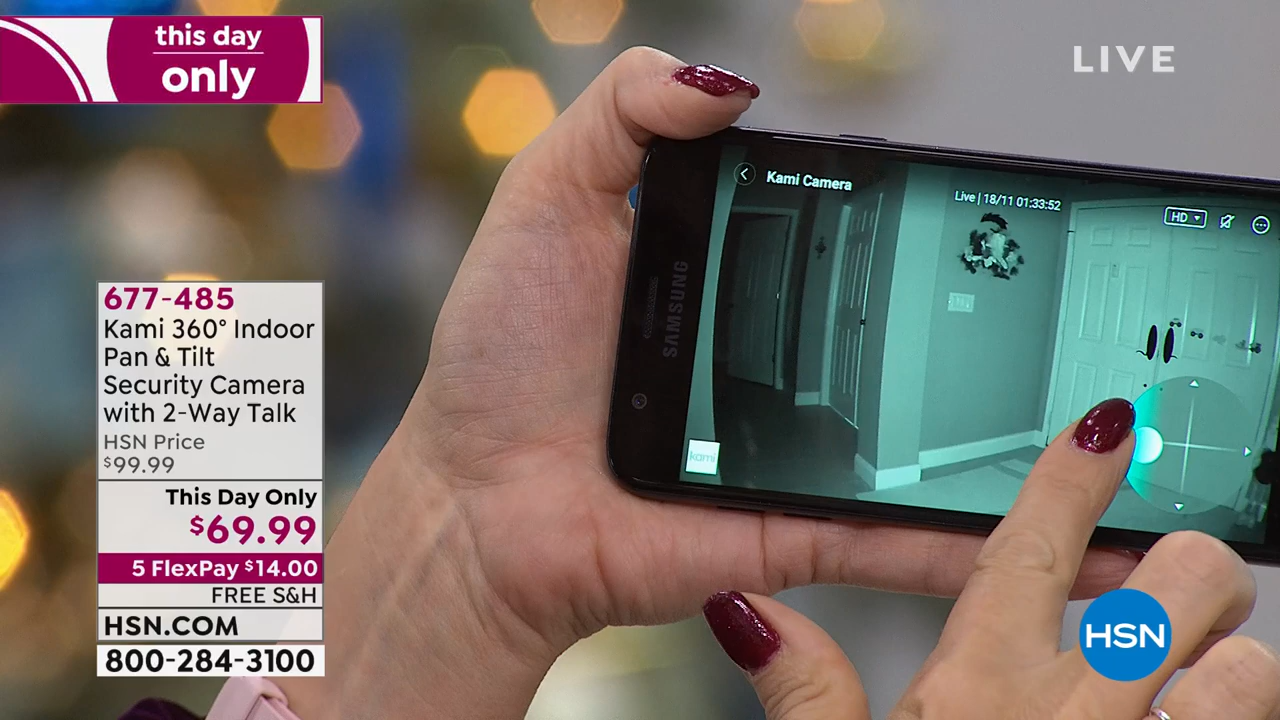 this day
only
LIVE
Kami Camera
Live | 18/11 01:33:52
HD
SAMSUNG
kami
677-485
Kami 360° Indoor
Pan & Tilt
Security Camera
with 2-Way Talk
HSN Price
$99.99
This Day Only
$69.99
5 FlexPay $14.00
FREE S&H
HSN.COM
800-284-3100
HSN